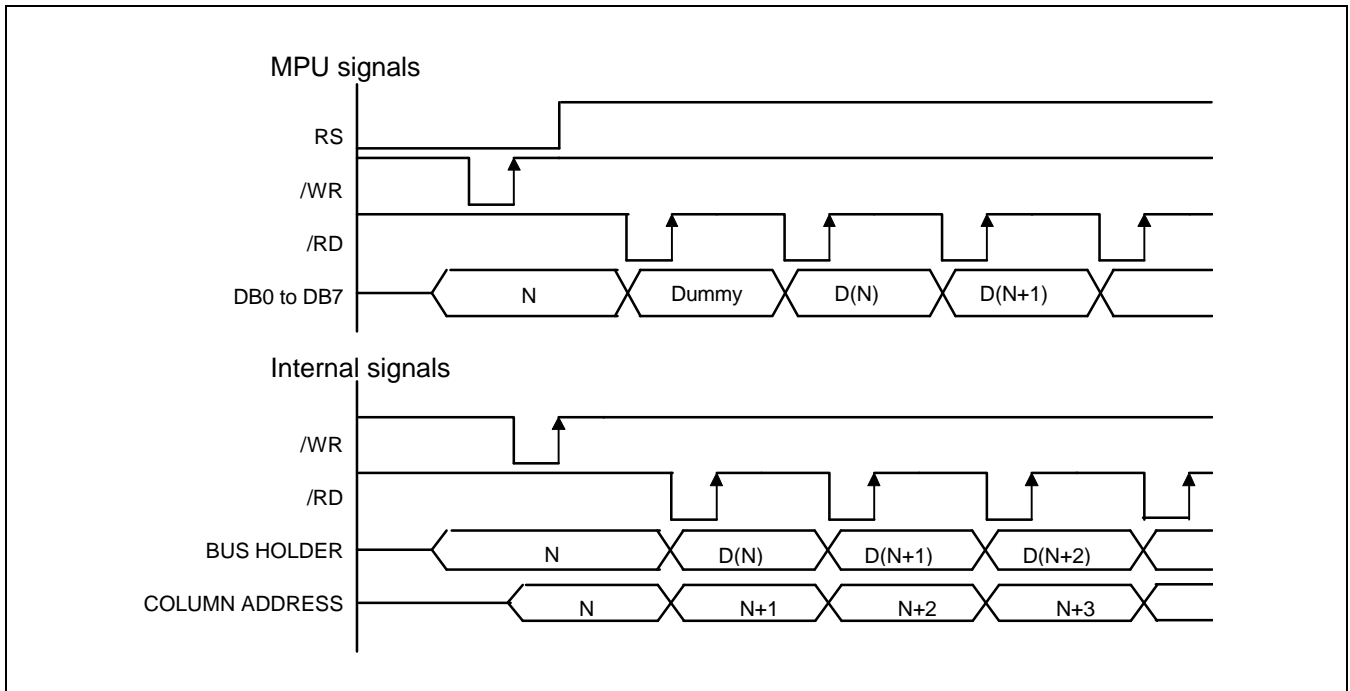 MPU signals
RS
/WR
/RD
DB0 to DB7 N Dummy D(N) D(N+1)
Internal signals
/WR
/RD
BUS HOLDER N D(N) D(N+1) D(N+2)
COLUMN ADDRESS N N+1 N+2 N+3